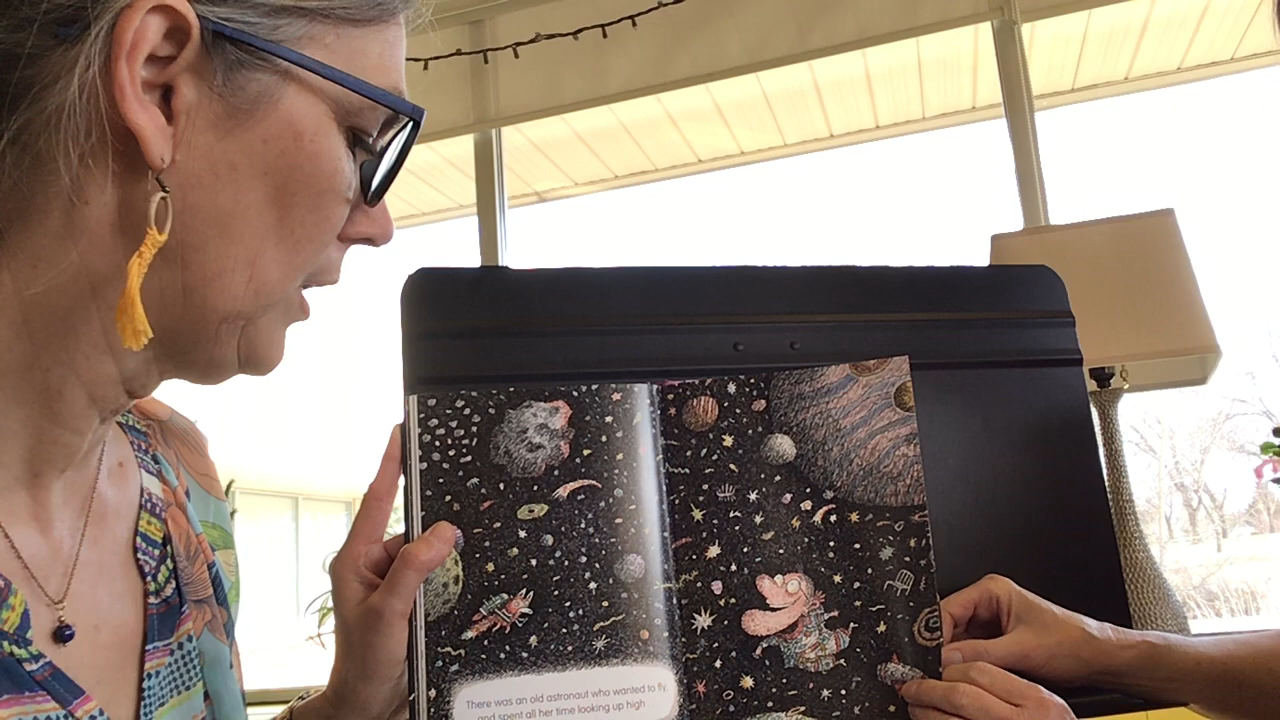 There was an old astronaut who wanted to fly,
and spent all her time looking up high